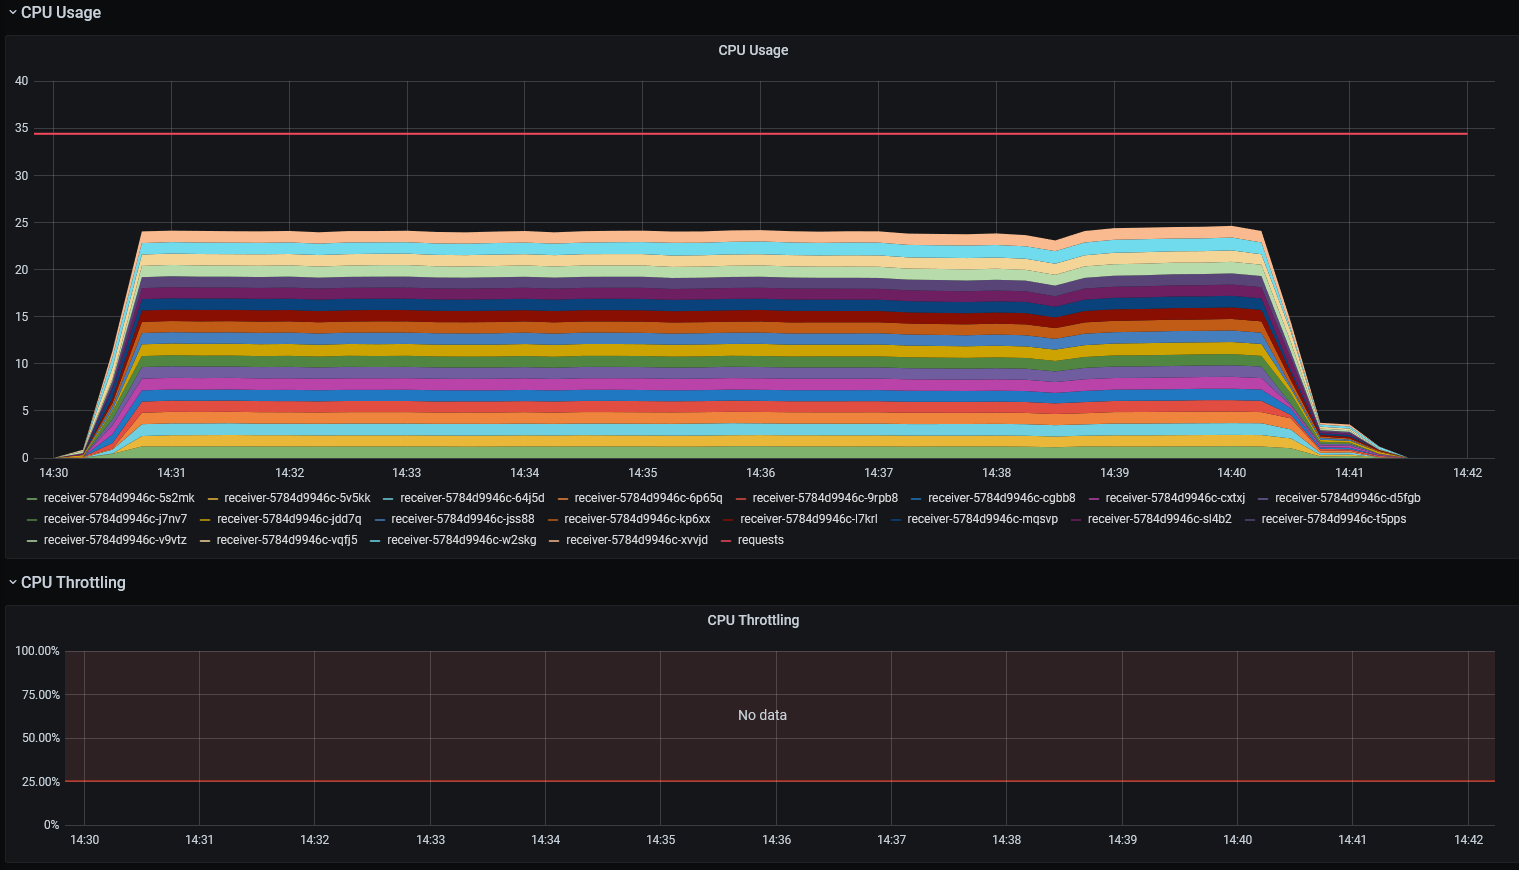 CPU Usage
CPU Usage
40
35
30
25
20
15
10
5
0
14:30 14:31 14:32 14:33 14:34 14:35 14:36 14:37 14:38 14:39 14:40 14:41 14:42
receiver-5784d9946c-5s2mk receiver-5784d9946c-5v5kk receiver-5784d9946c-64j5d receiver-5784d9946c-6p65q receiver-5784d9946c-9rpb8 receiver-5784d9946c-cgbb8 receiver-5784d9946c-cxtxj receiver-5784d9946c-d5fgb
receiver-5784d9946c-j7nv7 receiver-5784d9946c-jdd7q receiver-5784d9946c-jss88 receiver-5784d9946c-kp6xx receiver-5784d9946c-l7krl receiver-5784d9946c-mqsvp receiver-5784d9946c-sl4b2 receiver-5784d9946c-t5pps
receiver-5784d9946c-v9vtz receiver-5784d9946c-vqfj5 receiver-5784d9946c-w2skg receiver-5784d9946c-xvvjd requests
CPU Throttling
CPU Throttling
100.00%
75.00%
No data
50.00%
25.00%
0%
14:30 14:31 14:32 14:33 14:34 14:35 14:36 14:37 14:38 14:39 14:40 14:41 14:42